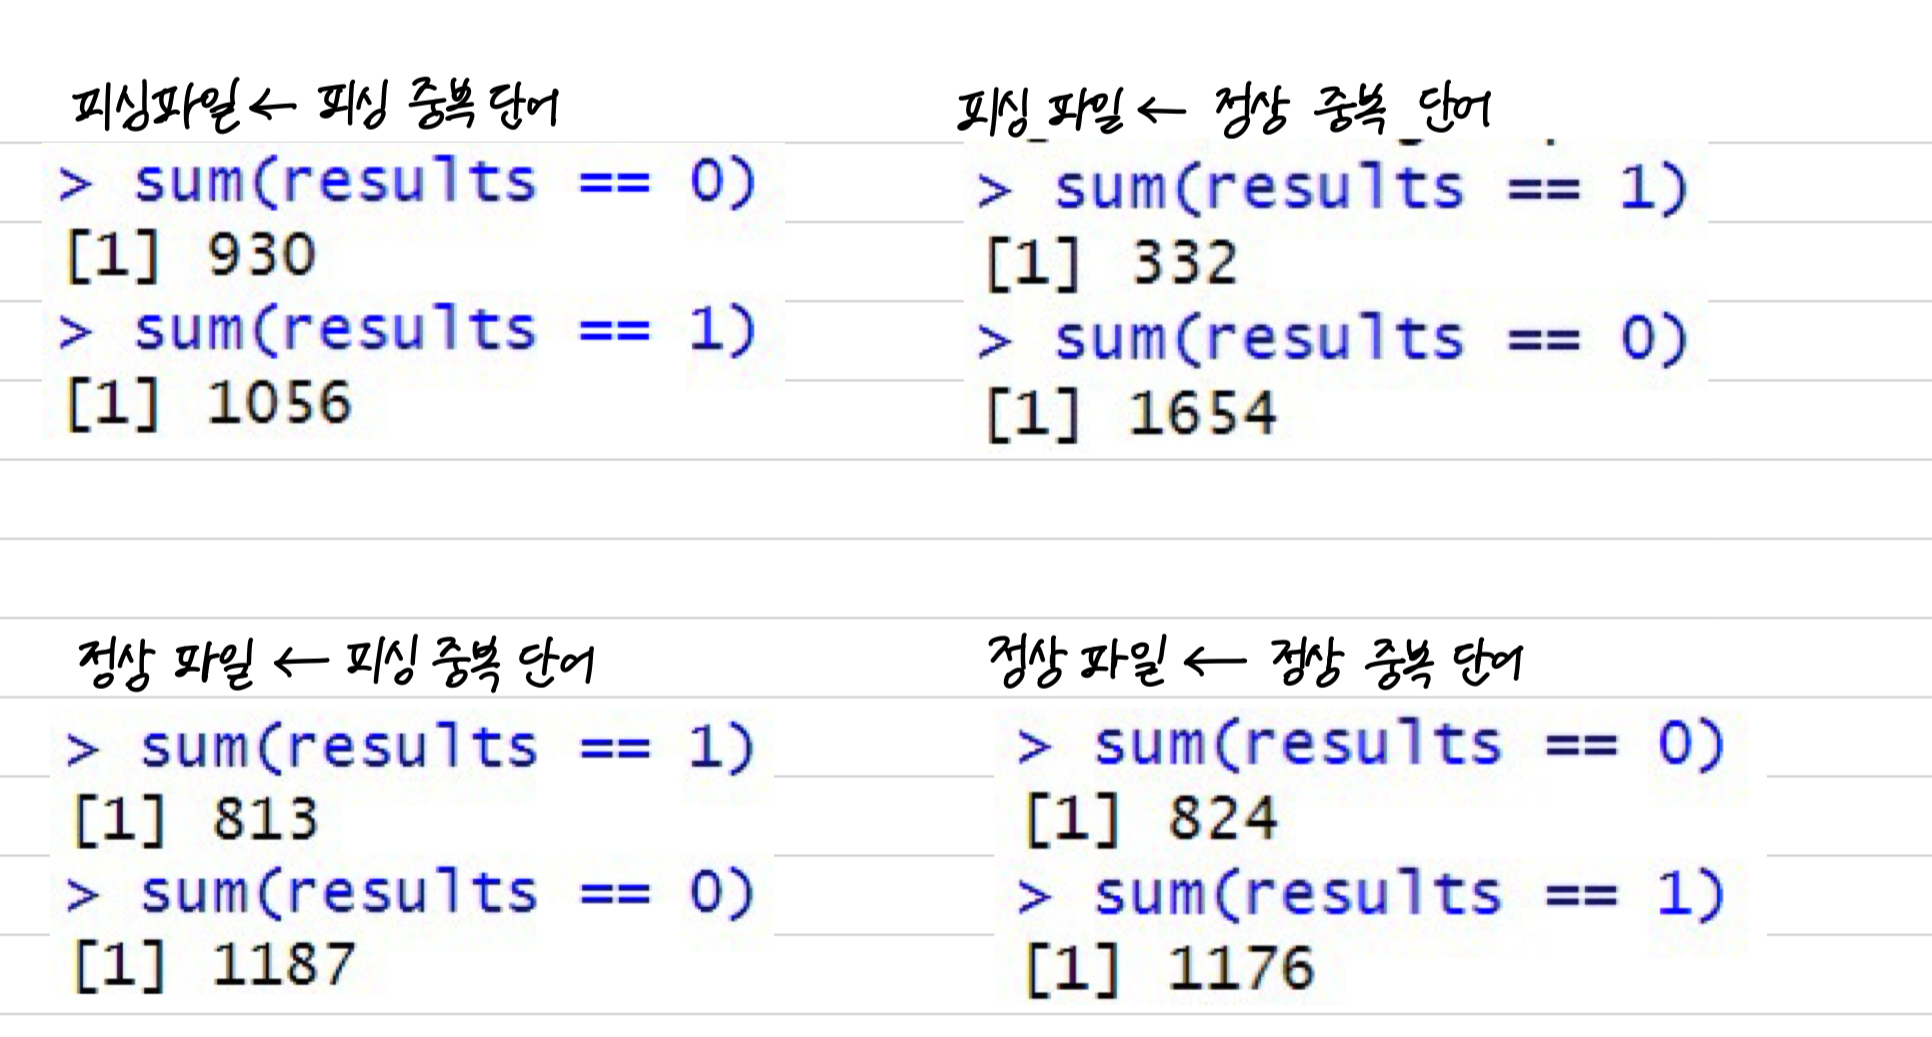 피싱파일 ← 피싱 중복 단어
> sum(results == 0)
[1] 930
> sum(results == 1)
[1] 1056
피싱 파일 ← 정상 중복 단어
> sum(results == 1)
[1] 332
> sum(results == 0)
[1] 1654
정상 파일 ← 피싱 중복 단어
> sum(results == 1)
[1] 813
> sum(results == 0)
[1] 1187
정상 파일 ← 정상 중복 단어
> sum(results == 0)
[1] 824
> sum(results == 1)
[1] 1176